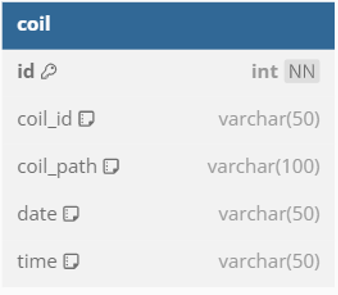 coil
id int NN
coil_id varchar(50)
coil_path varchar(100)
date varchar(50)
time varchar(50)